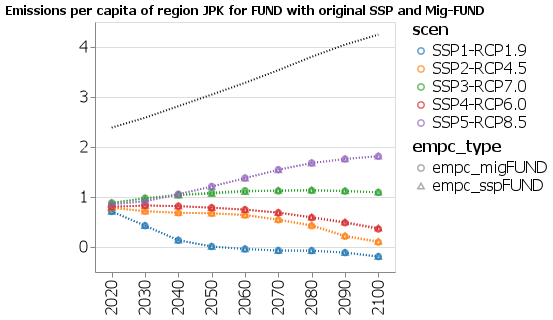 Emissions per capita of region JPK for FUND with original SSP and Mig-FUND
scen
SSP1-RCP1.9
SSP2-RCP4.5
SSP3-RCP7.0
SSP4-RCP6.0
SSP5-RCP8.5
empc_type
empc_migFUND
empc_sspFUND
4
3
2
1
0
2020
2030
2040
2050
2060
2070
2080
2090
2100